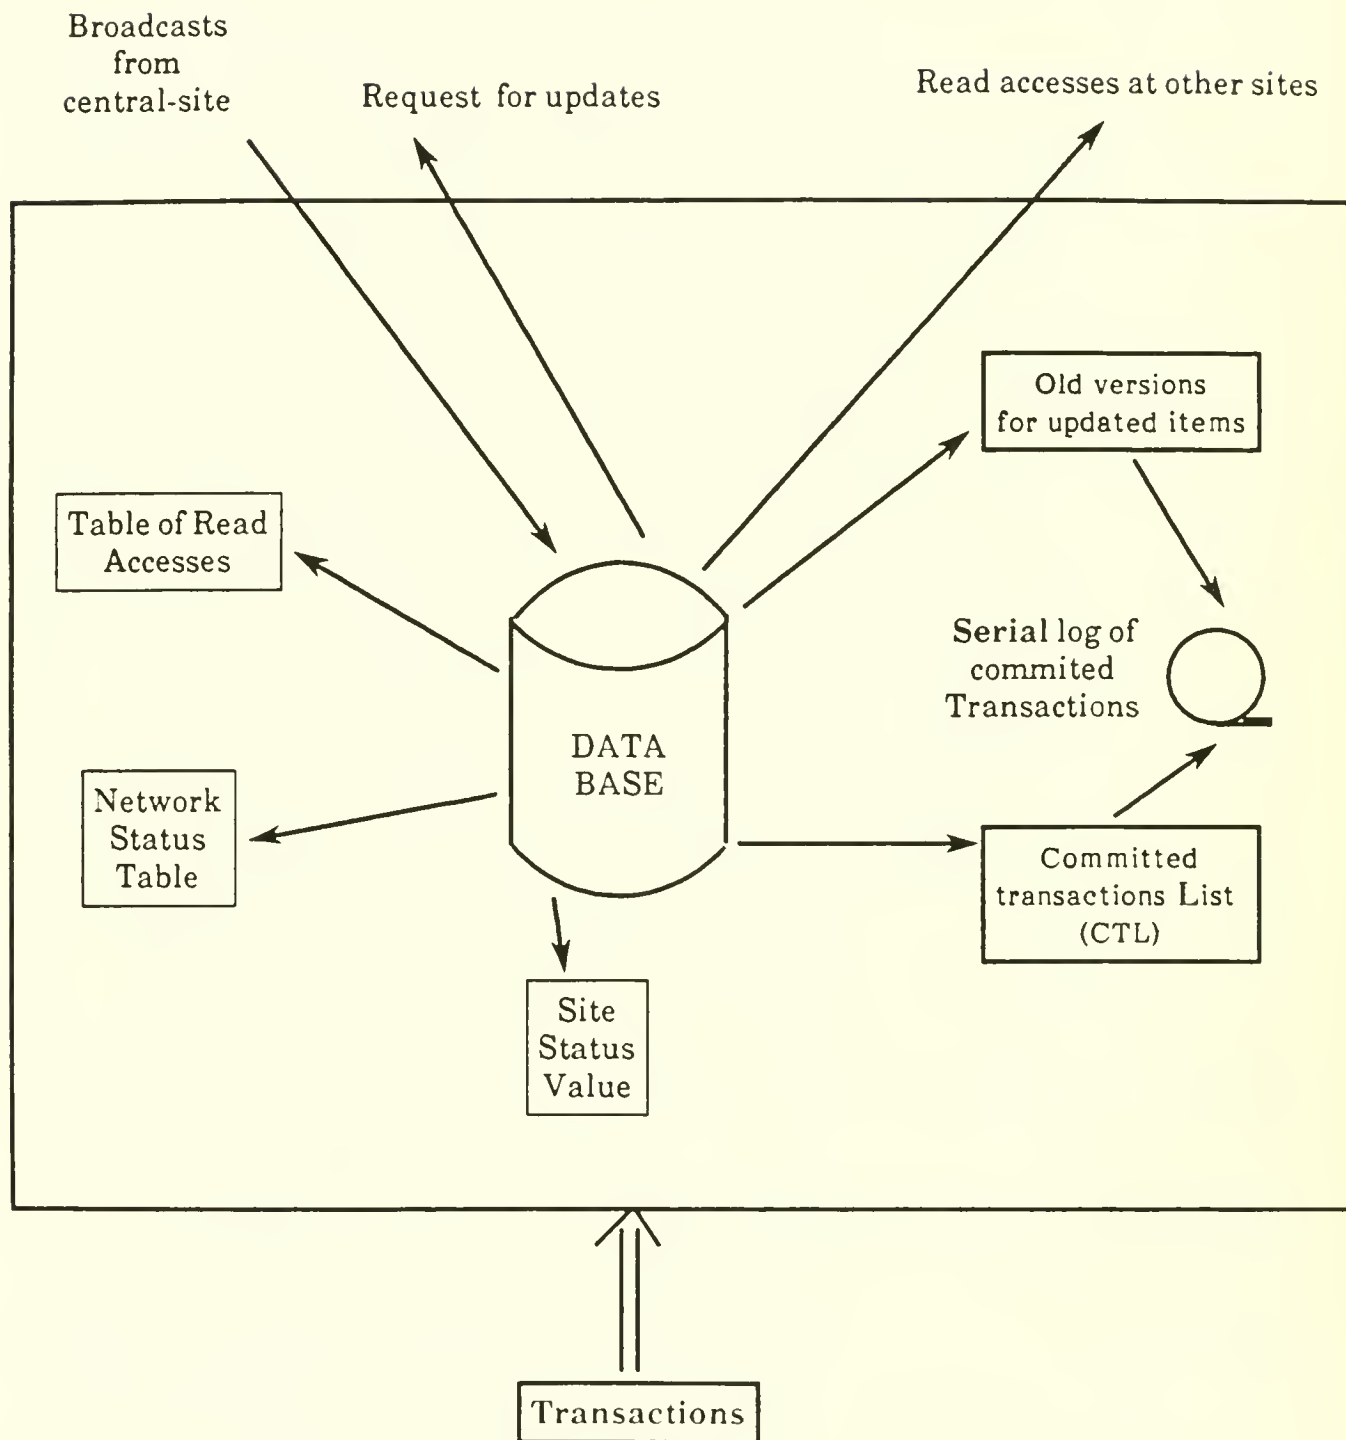 Broadcasts
from
central-site
Request for updates
Read accesses at other sites
Old versions
for updated items
Table of Read
Accesses
Serial log of
commited
Transactions
DATA
BASE
Network
Status
Table
Committed
transactions List
(CTL)
Site
Status
Value
Transactions